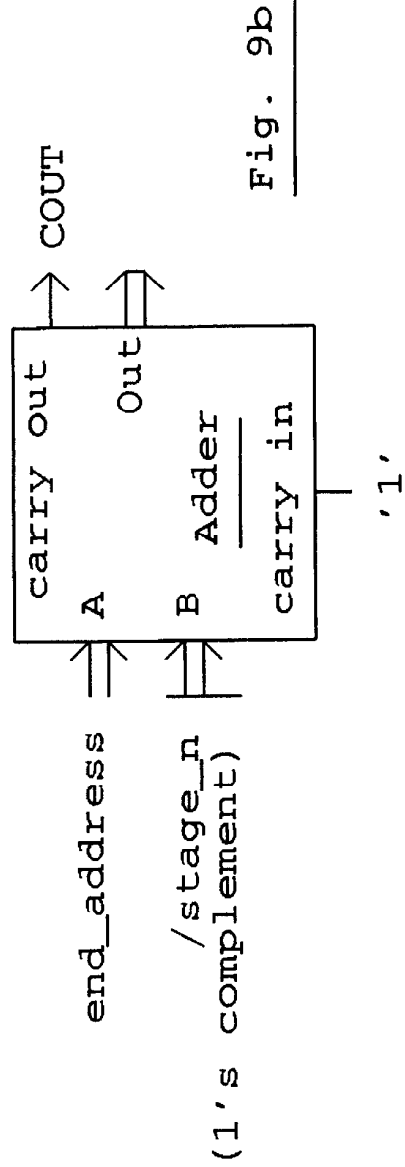 carry out
COUT
end_address
A
Out
/stage_n
B
Adder
(1's complement)
carry in
'1'
Fig. 9b